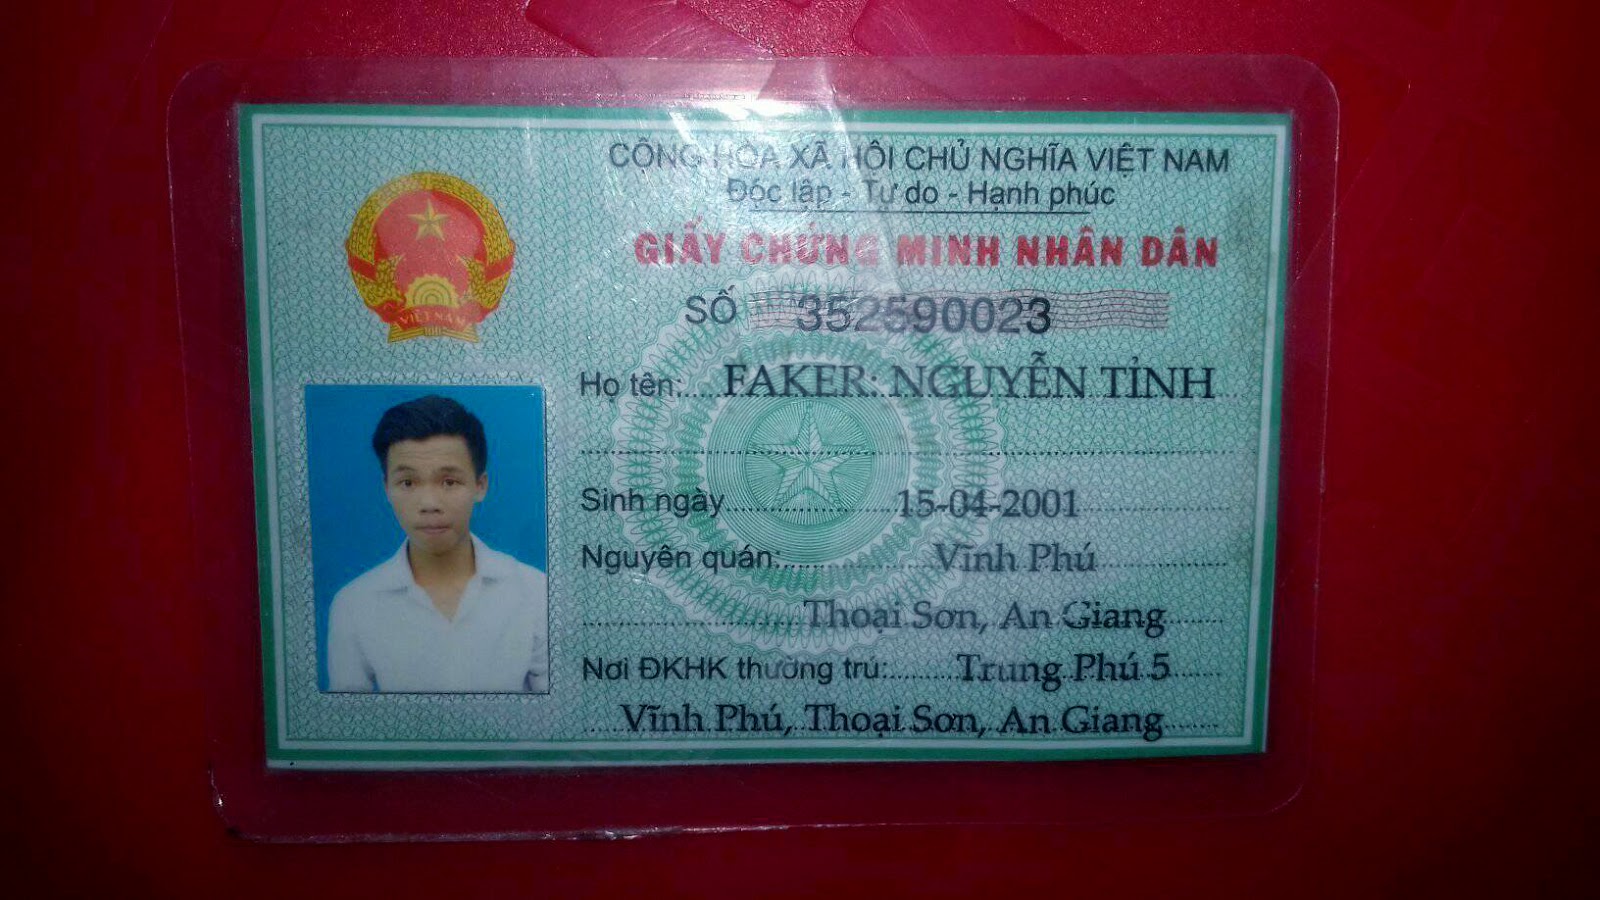 CỘNG HÒA XÃ HỘI CHỦ NGHĨA VIỆT NAM
Độc lập - Tự do - Hạnh phúc
GIẤY CHỨNG MINH NHÂN DÂN
SỐ 352590023
Họ tên: FAKER: NGUYỄN TỈNH
Sinh ngày 15-04-2001
Nguyên quán: Vĩnh Phú
Thoại Sơn, An Giang
Nơi ĐKHK thường trú: Trung Phú 5
Vĩnh Phú, Thoại Sơn, An Giang
VIỆT NAM